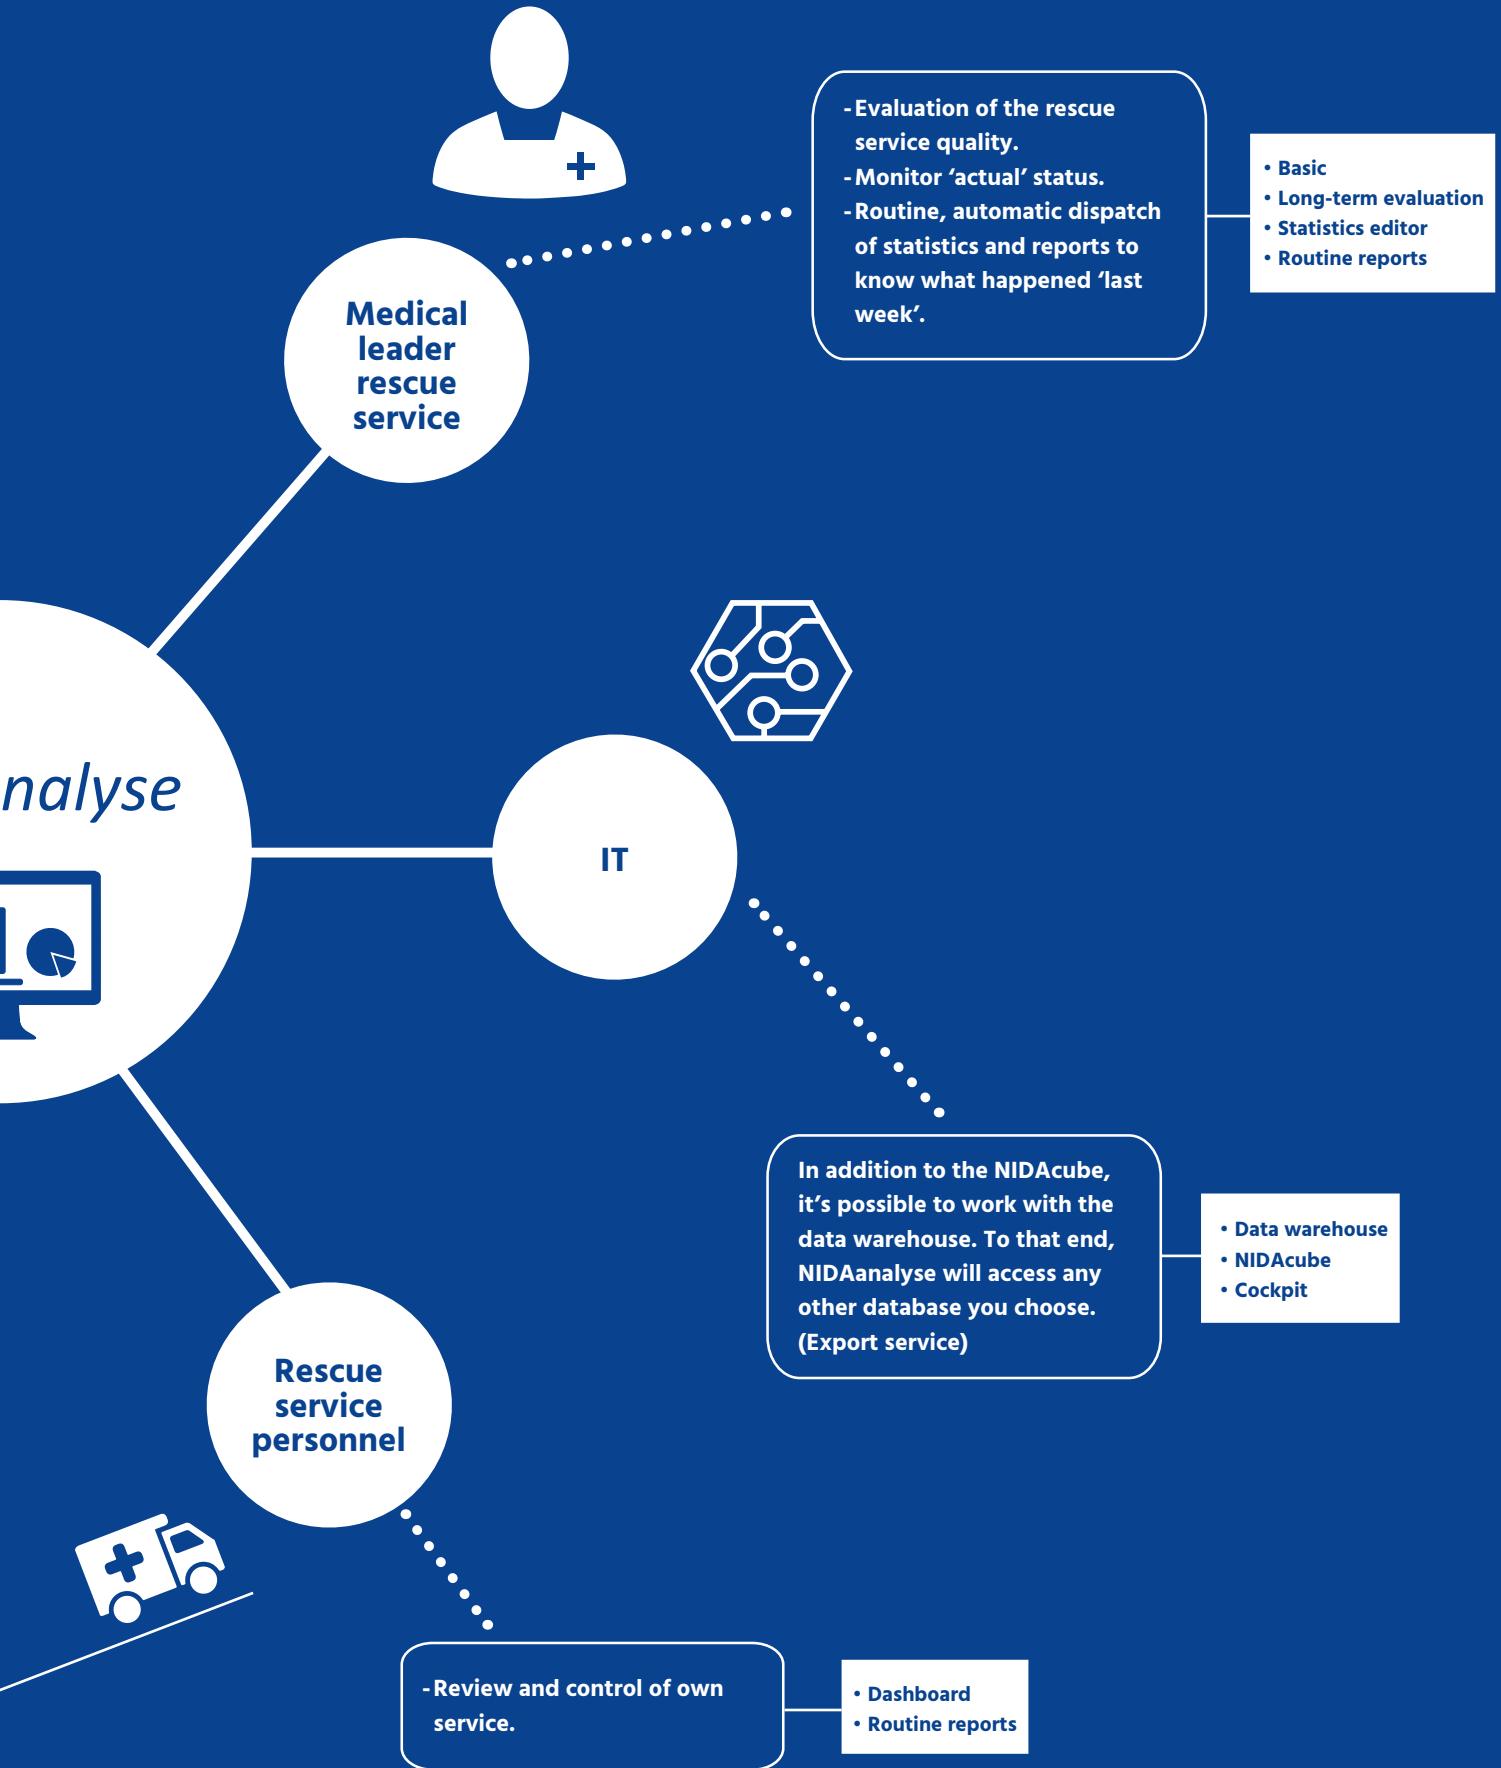 - Evaluation of the rescue
service quality.
- Monitor ‘actual’ status.
- Routine, automatic dispatch
of statistics and reports to
know what happened ‘last
week’.
• Basic
• Long-term evaluation
• Statistics editor
• Routine reports
Medical
leader
rescue
service
nalyse
IT
In addition to the NIDAcube,
it’s possible to work with the
data warehouse. To that end,
NIDAanalyse will access any
other database you choose.
(Export service)
• Data warehouse
• NIDAcube
• Cockpit
Rescue
service
personnel
- Review and control of own
service.
• Dashboard
• Routine reports